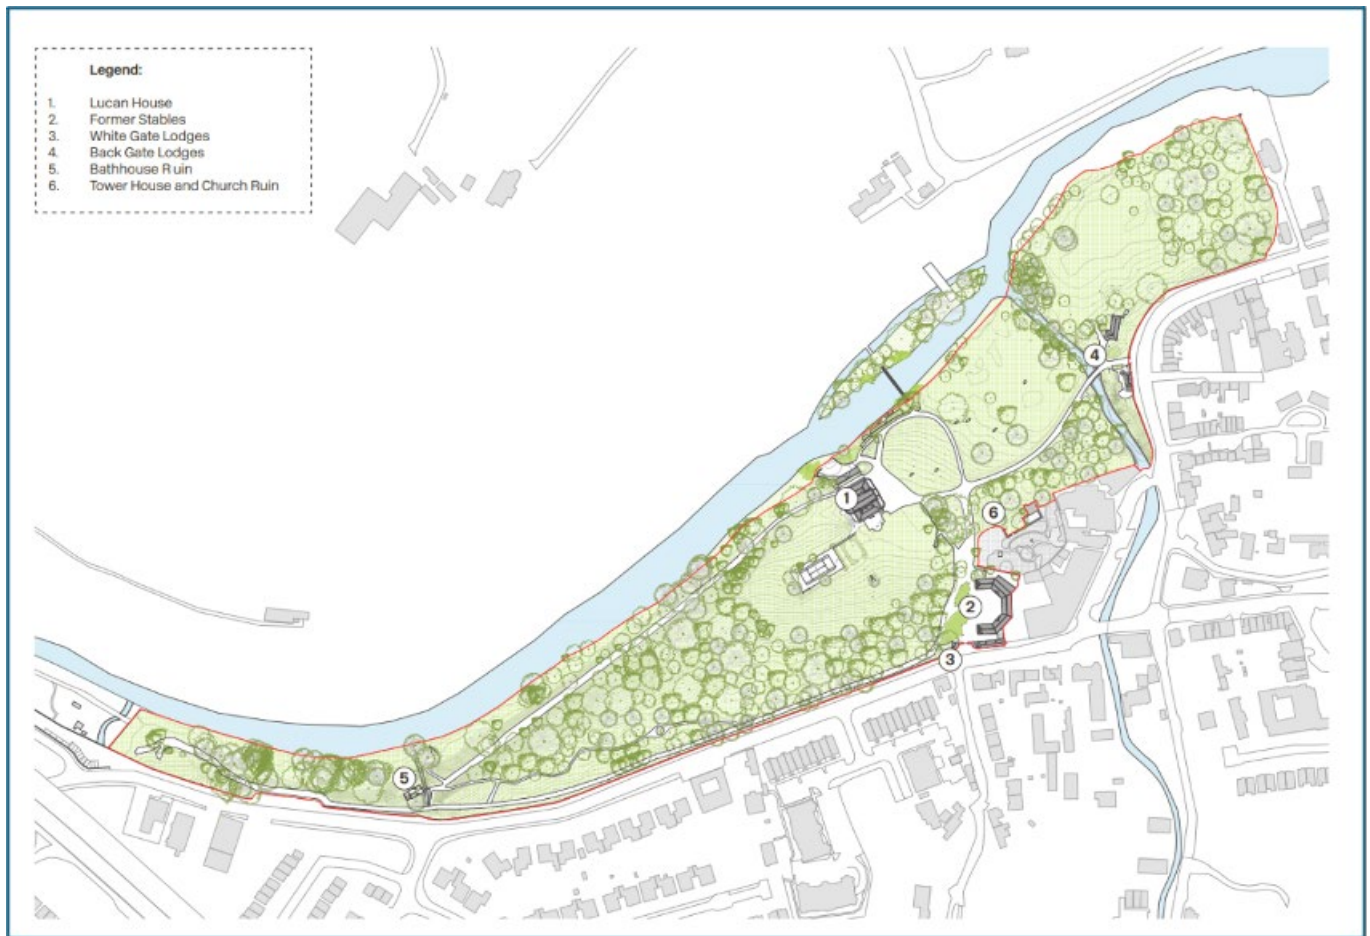 Legend:
1. Lucan House
2. Former Stables
3. White Gate Lodges
4. Back Gate Lodges
5. Bathhouse R uin
6. Tower House and Church Ruin
4
1
6
2
3
5